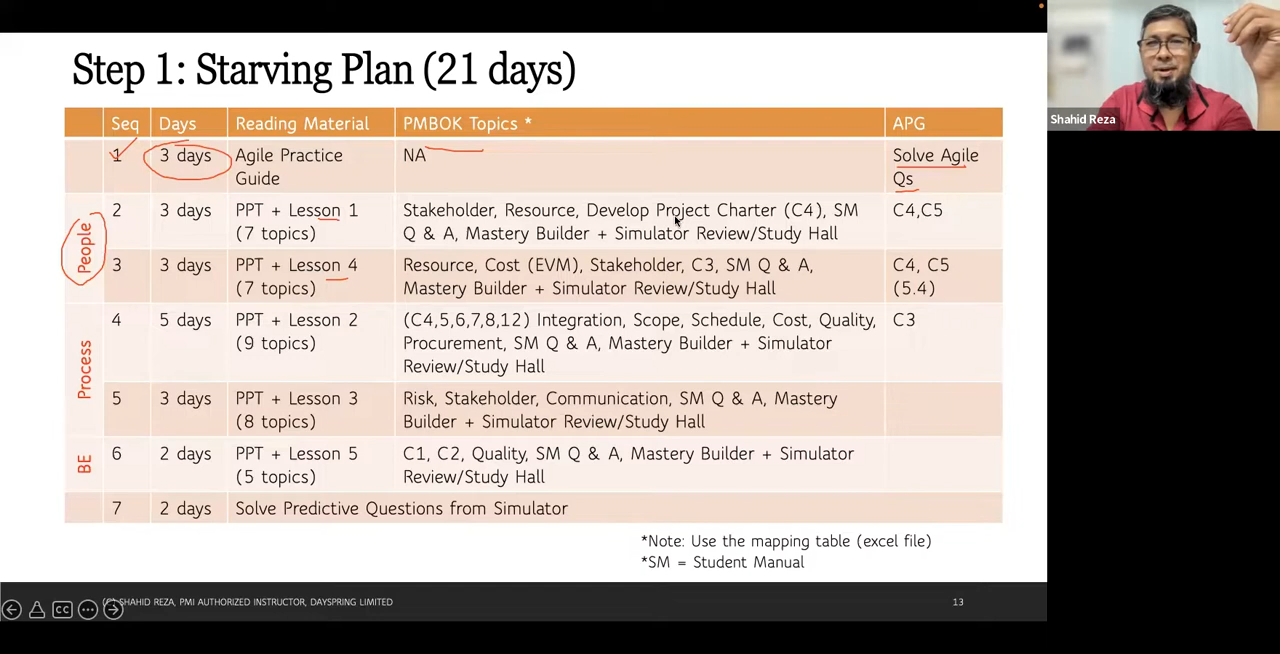 Step 1: Starving Plan (21 days)
Shahid Reza
Seq Days Reading Material PMBOK Topics * APG
1 3 days Agile Practice Guide NA Solve Agile Qs
People
2 3 days PPT + Lesson 1 (7 topics) Stakeholder, Resource, Develop Project Charter (C4), SM Q & A, Mastery Builder + Simulator Review/Study Hall C4,C5
3 3 days PPT + Lesson 4 (7 topics) Resource, Cost (EVM), Stakeholder, C3, SM Q & A, Mastery Builder + Simulator Review/Study Hall C4, C5 (5.4)
Process
4 5 days PPT + Lesson 2 (9 topics) (C4,5,6,7,8,12) Integration, Scope, Schedule, Cost, Quality, Procurement, SM Q & A, Mastery Builder + Simulator Review/Study Hall C3
5 3 days PPT + Lesson 3 (8 topics) Risk, Stakeholder, Communication, SM Q & A, Mastery Builder + Simulator Review/Study Hall
BE
6 2 days PPT + Lesson 5 (5 topics) C1, C2, Quality, SM Q & A, Mastery Builder + Simulator Review/Study Hall
7 2 days Solve Predictive Questions from Simulator
*Note: Use the mapping table (excel file)
*SM = Student Manual
CC
(C) SHAHID REZA, PMI AUTHORIZED INSTRUCTOR, DAYSPRING LIMITED
13